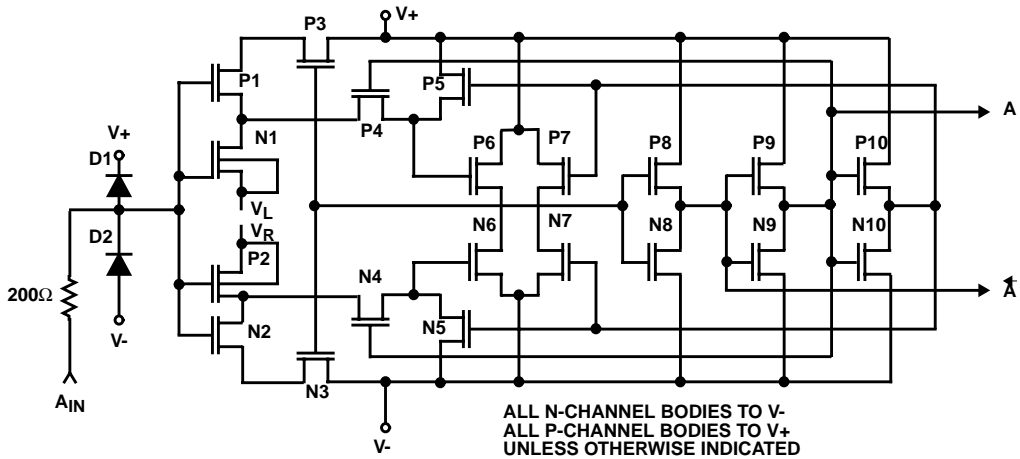 V+
P3
P1
P5
A
P4
V+
D1
N1
P6
P7
P8
P9
P10
VL
VR
N6
N7
N8
N9
N10
D2
P2
N4
200Ω
A
N2
N5
V-
N3
AIN
V-
ALL N-CHANNEL BODIES TO V-
ALL P-CHANNEL BODIES TO V+
UNLESS OTHERWISE INDICATED